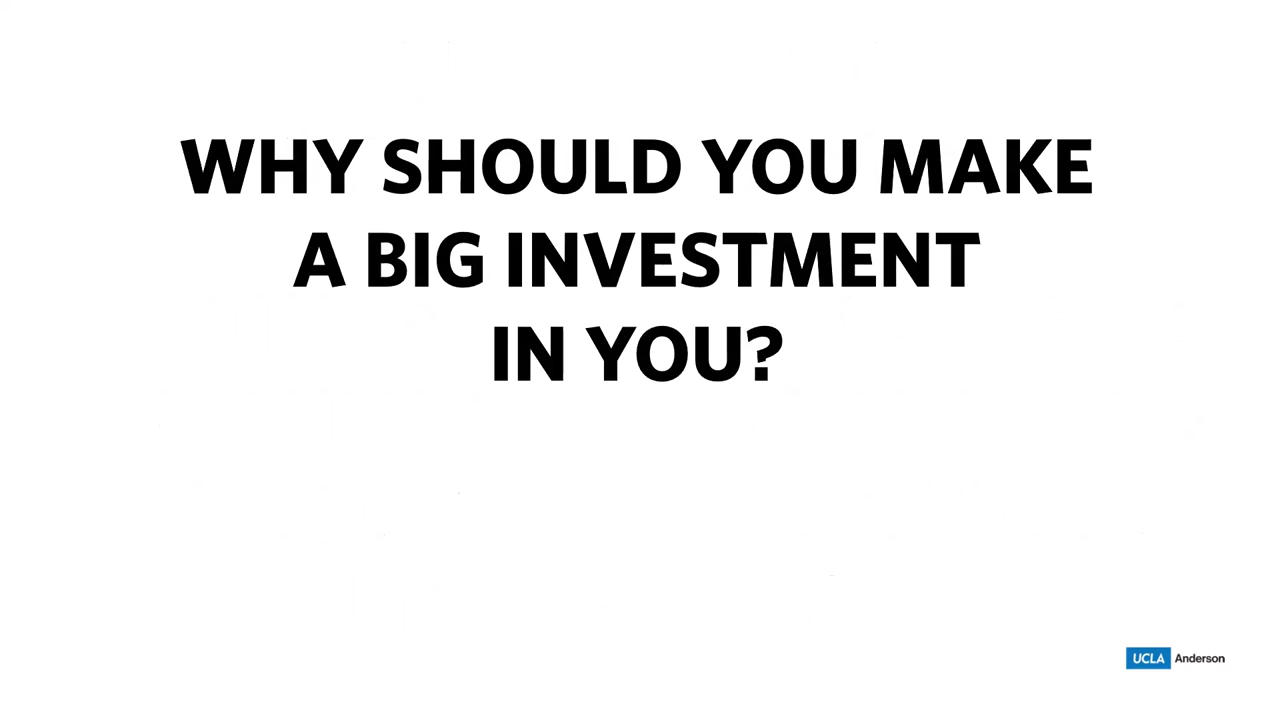 WHY SHOULD YOU MAKE
A BIG INVESTMENT
IN YOU?
UCLA Anderson